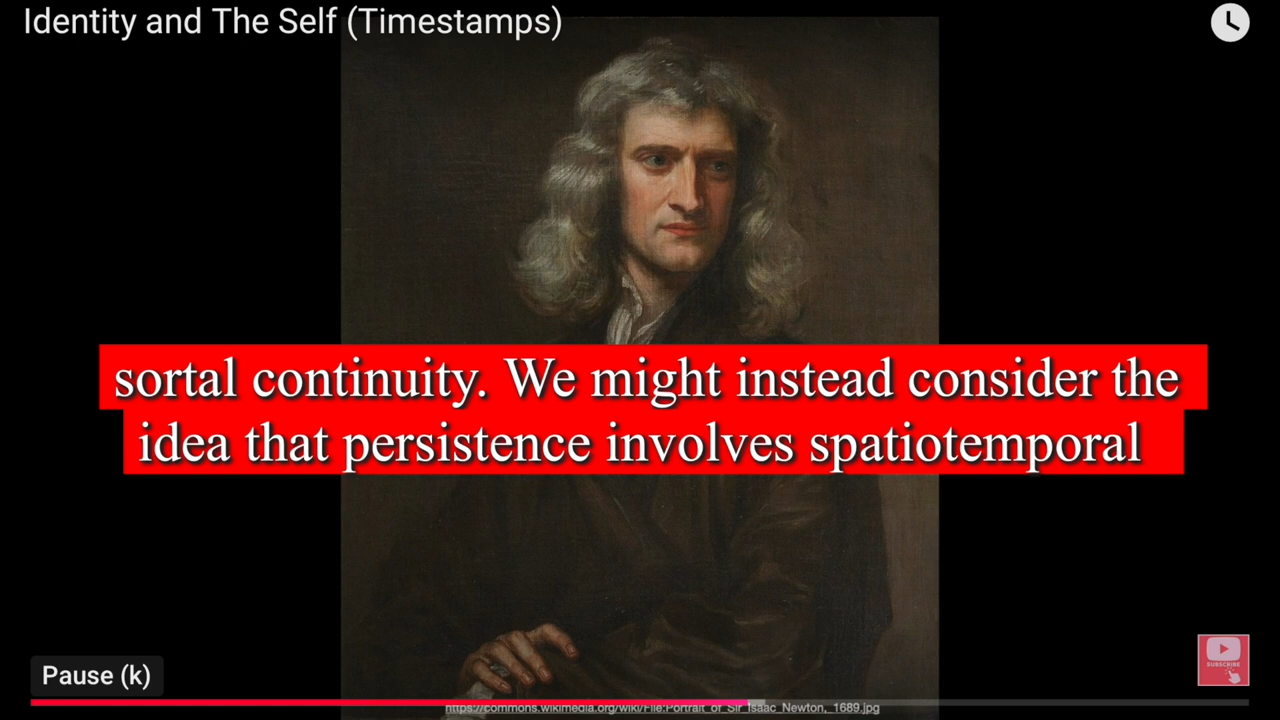 Identity and The Self (Timestamps)
sortal continuity. We might instead consider the
idea that persistence involves spatiotemporal
SUBSCRIBE
Pause (k)
https://commons.wikimedia.org/wiki/File:Portrait_of_Sir_Isaac_Newton,_1689.jpg